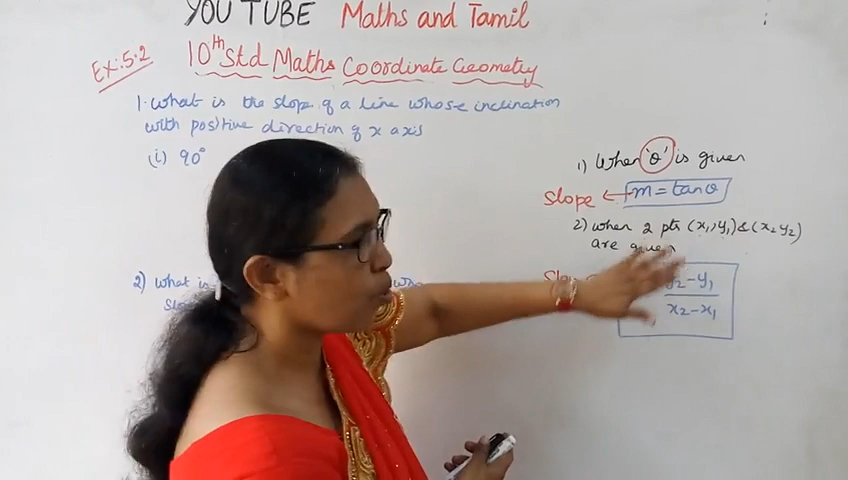 YOU TUBE Maths and Tamil
Ex:5.2 10th Std Maths Coordinate Geometry
1. What is the slope of a line whose inclination
with positive direction of x axis
(i) 90°
1) When 'θ' is given
Slope ← m = tanθ
2) when 2 pts (x1, y1) & (x2 y2)
are given
y2-y1
x2-x1
2) what is